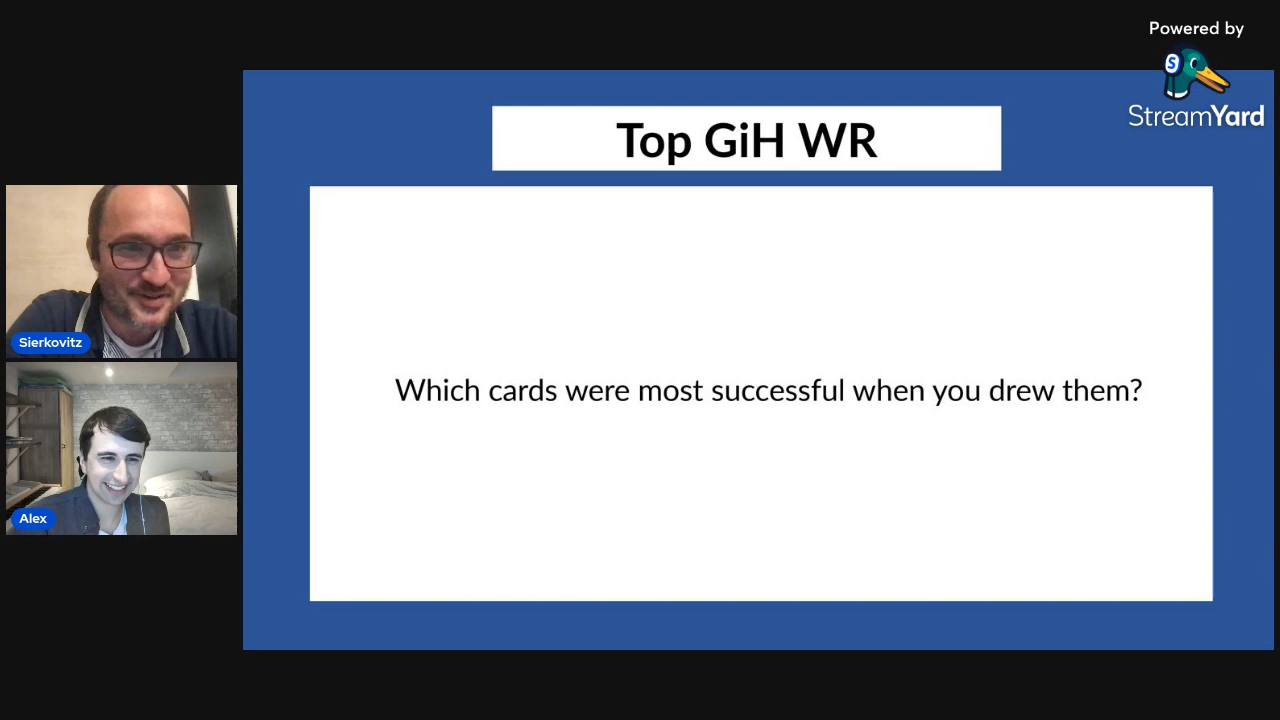 Powered by
S
StreamYard
Top GiH WR
Which cards were most successful when you drew them?
Sierkovitz
Alex